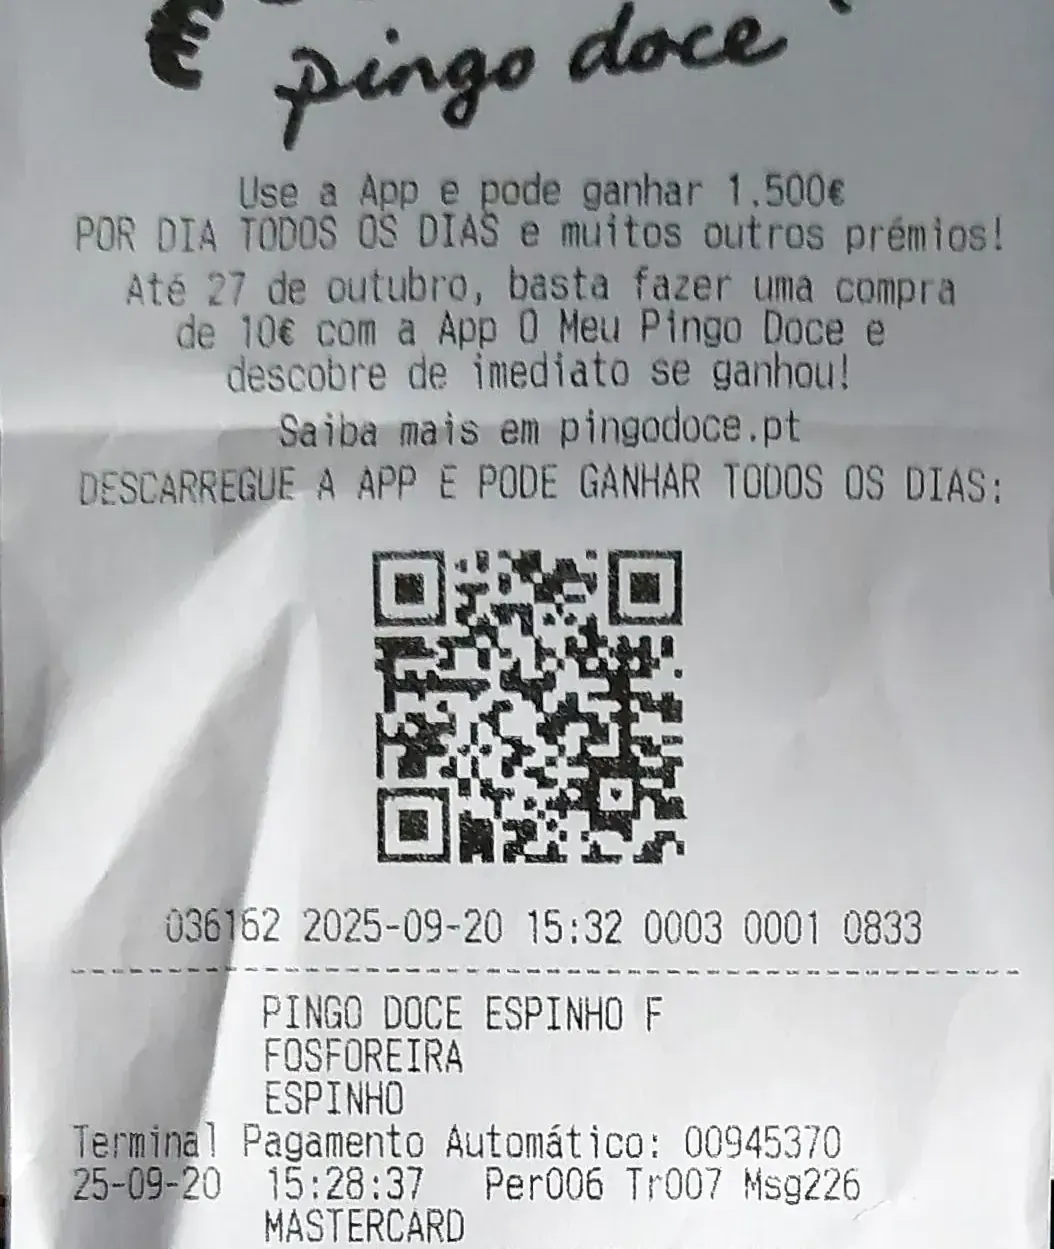 € pingo doce
Use a App e pode ganhar 1.500€
POR DIA TODOS OS DIAS e muitos outros prémios!
Até 27 de outubro, basta fazer uma compra
de 10€ com a App O Meu Pingo Doce e
descobre de imediato se ganhou!
Saiba mais em pingodoce.pt
DESCARREGUE A APP E PODE GANHAR TODOS OS DIAS:
036162 2025-09-20 15:32 0003 0001 0833
PINGO DOCE ESPINHO F
FOSFOREIRA
ESPINHO
Terminal Pagamento Automático: 00945370
25-09-20 15:28:37 Per006 Tr007 Msg226
MASTERCARD